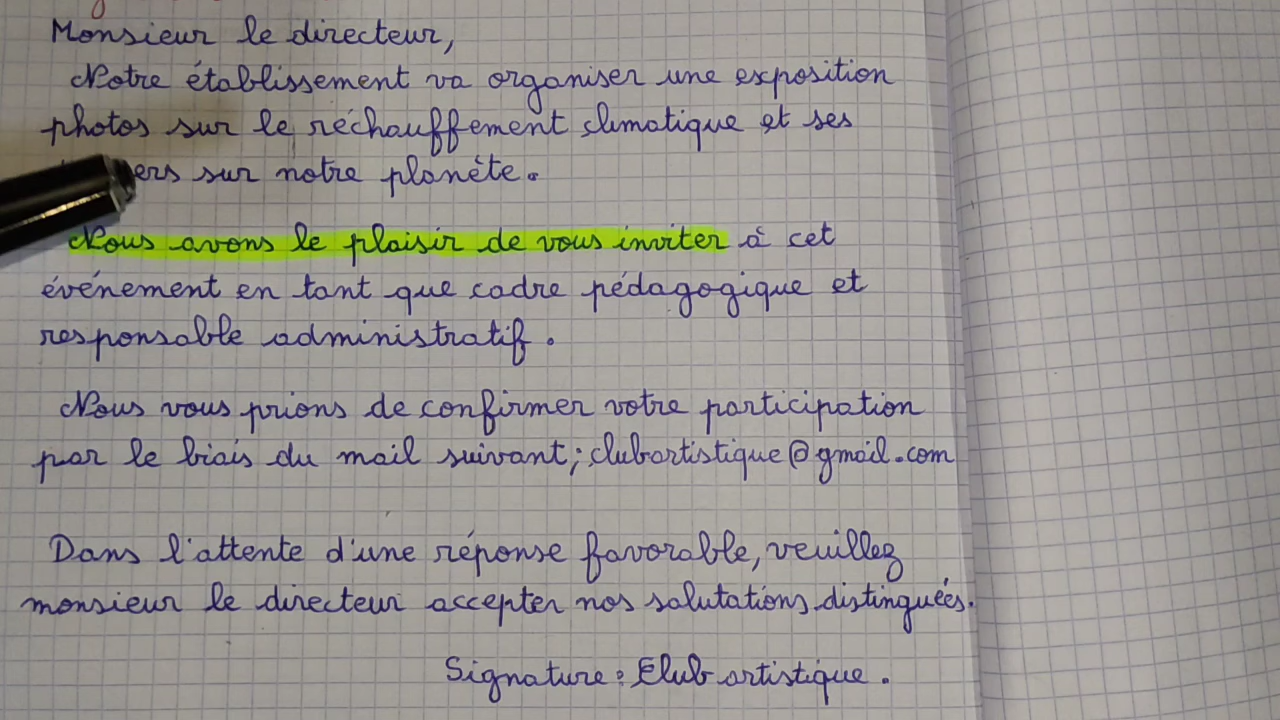 Monsieur le directeur,
Notre établissement va organiser une exposition
photos sur le réchauffement climatique et ses
sur notre planète.
Nous avons le plaisir de vous inviter à cet
événement en tant que cadre pédagogique et
responsable administratif.
Nous vous prions de confirmer votre participation
par le biais du mail suivant; clubartistique@gmail.com
Dans l'attente d'une réponse favorable, veuillez
monsieur le directeur accepter nos salutations distinguées.
Signature: Club artistique.